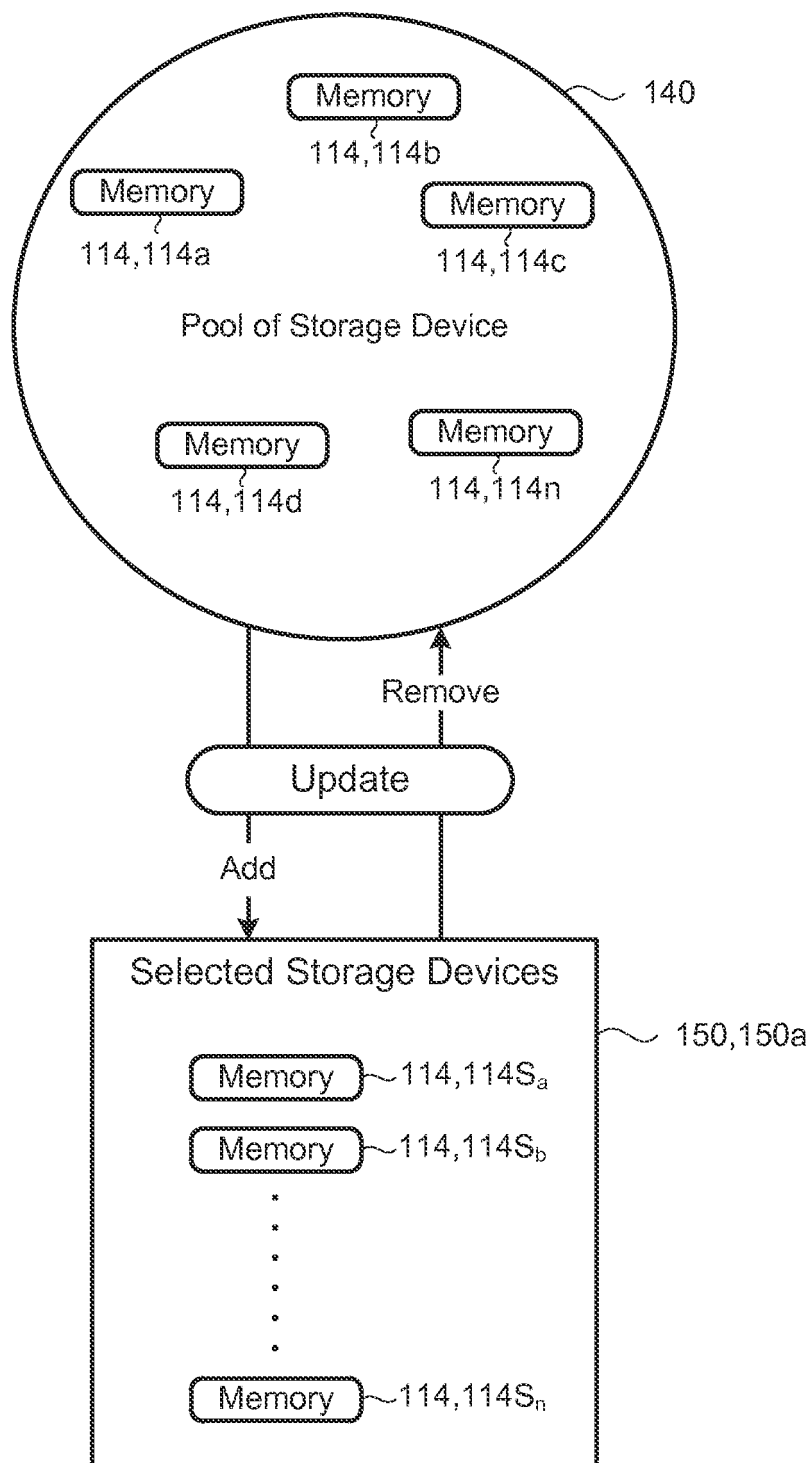 Memory
140
114,114b
Memory
Memory
114,114a
114,114c
Pool of Storage Device
Memory
Memory
114,114d
114,114n
Remove
Update
Add
Selected Storage Devices
150,150a
Memory
114,114Sa
Memory
114,114Sb
Memory
114,114Sn